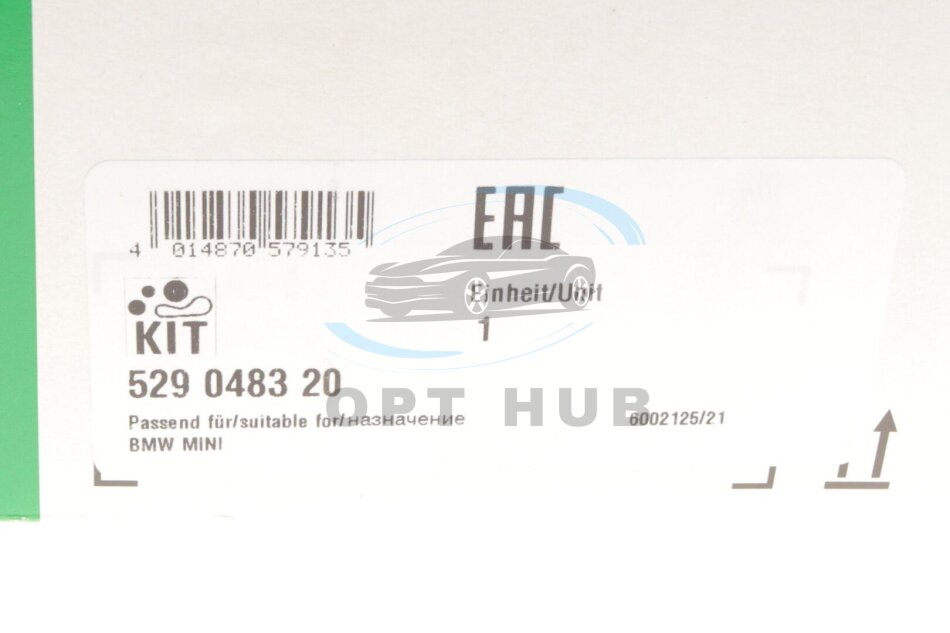 EAC
4 014870 579135
Einheit/Unit
1
KIT
529 0483 20
OPT HUB
Passend für/suitable for/назначение
6002125/21
BMW MINI